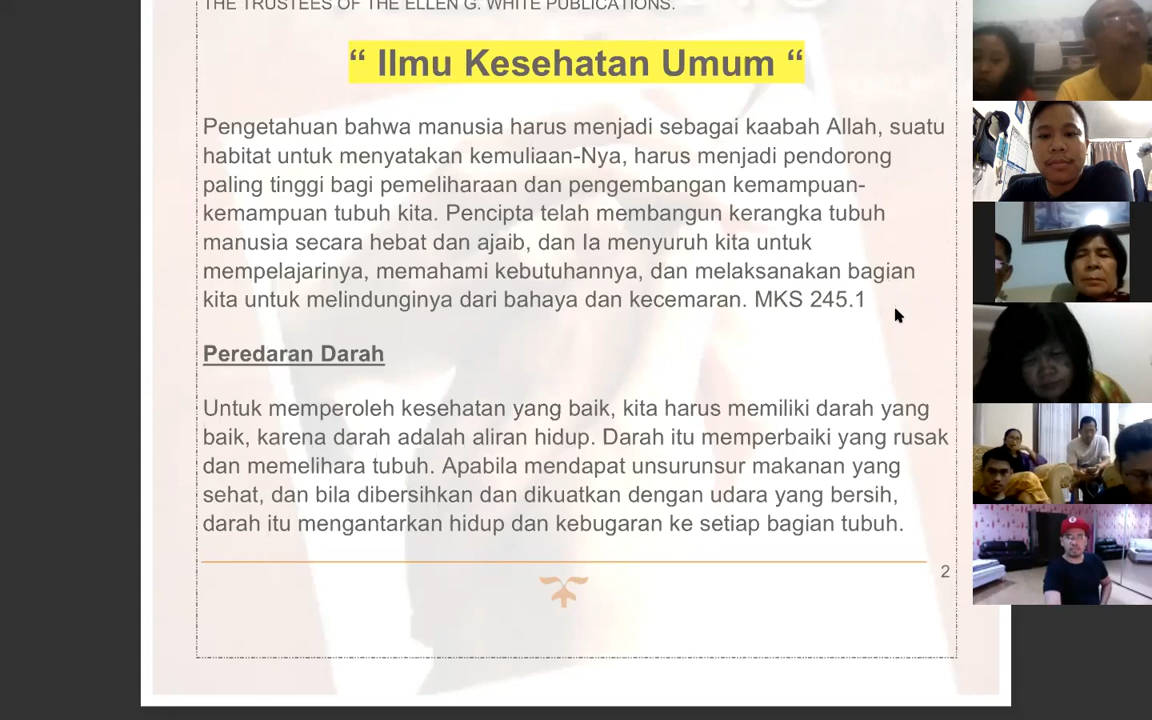 THE TRUSTEES OF THE ELLEN G. WHITE PUBLICATIONS.
“ Ilmu Kesehatan Umum “
Pengetahuan bahwa manusia harus menjadi sebagai kaabah Allah, suatu
habitat untuk menyatakan kemuliaan-Nya, harus menjadi pendorong
paling tinggi bagi pemeliharaan dan pengembangan kemampuan-
kemampuan tubuh kita. Pencipta telah membangun kerangka tubuh
manusia secara hebat dan ajaib, dan Ia menyuruh kita untuk
mempelajarinya, memahami kebutuhannya, dan melaksanakan bagian
kita untuk melindunginya dari bahaya dan kecemaran. MKS 245.1
Peredaran Darah
Untuk memperoleh kesehatan yang baik, kita harus memiliki darah yang
baik, karena darah adalah aliran hidup. Darah itu memperbaiki yang rusak
dan memelihara tubuh. Apabila mendapat unsurunsur makanan yang
sehat, dan bila dibersihkan dan dikuatkan dengan udara yang bersih,
darah itu mengantarkan hidup dan kebugaran ke setiap bagian tubuh.
2